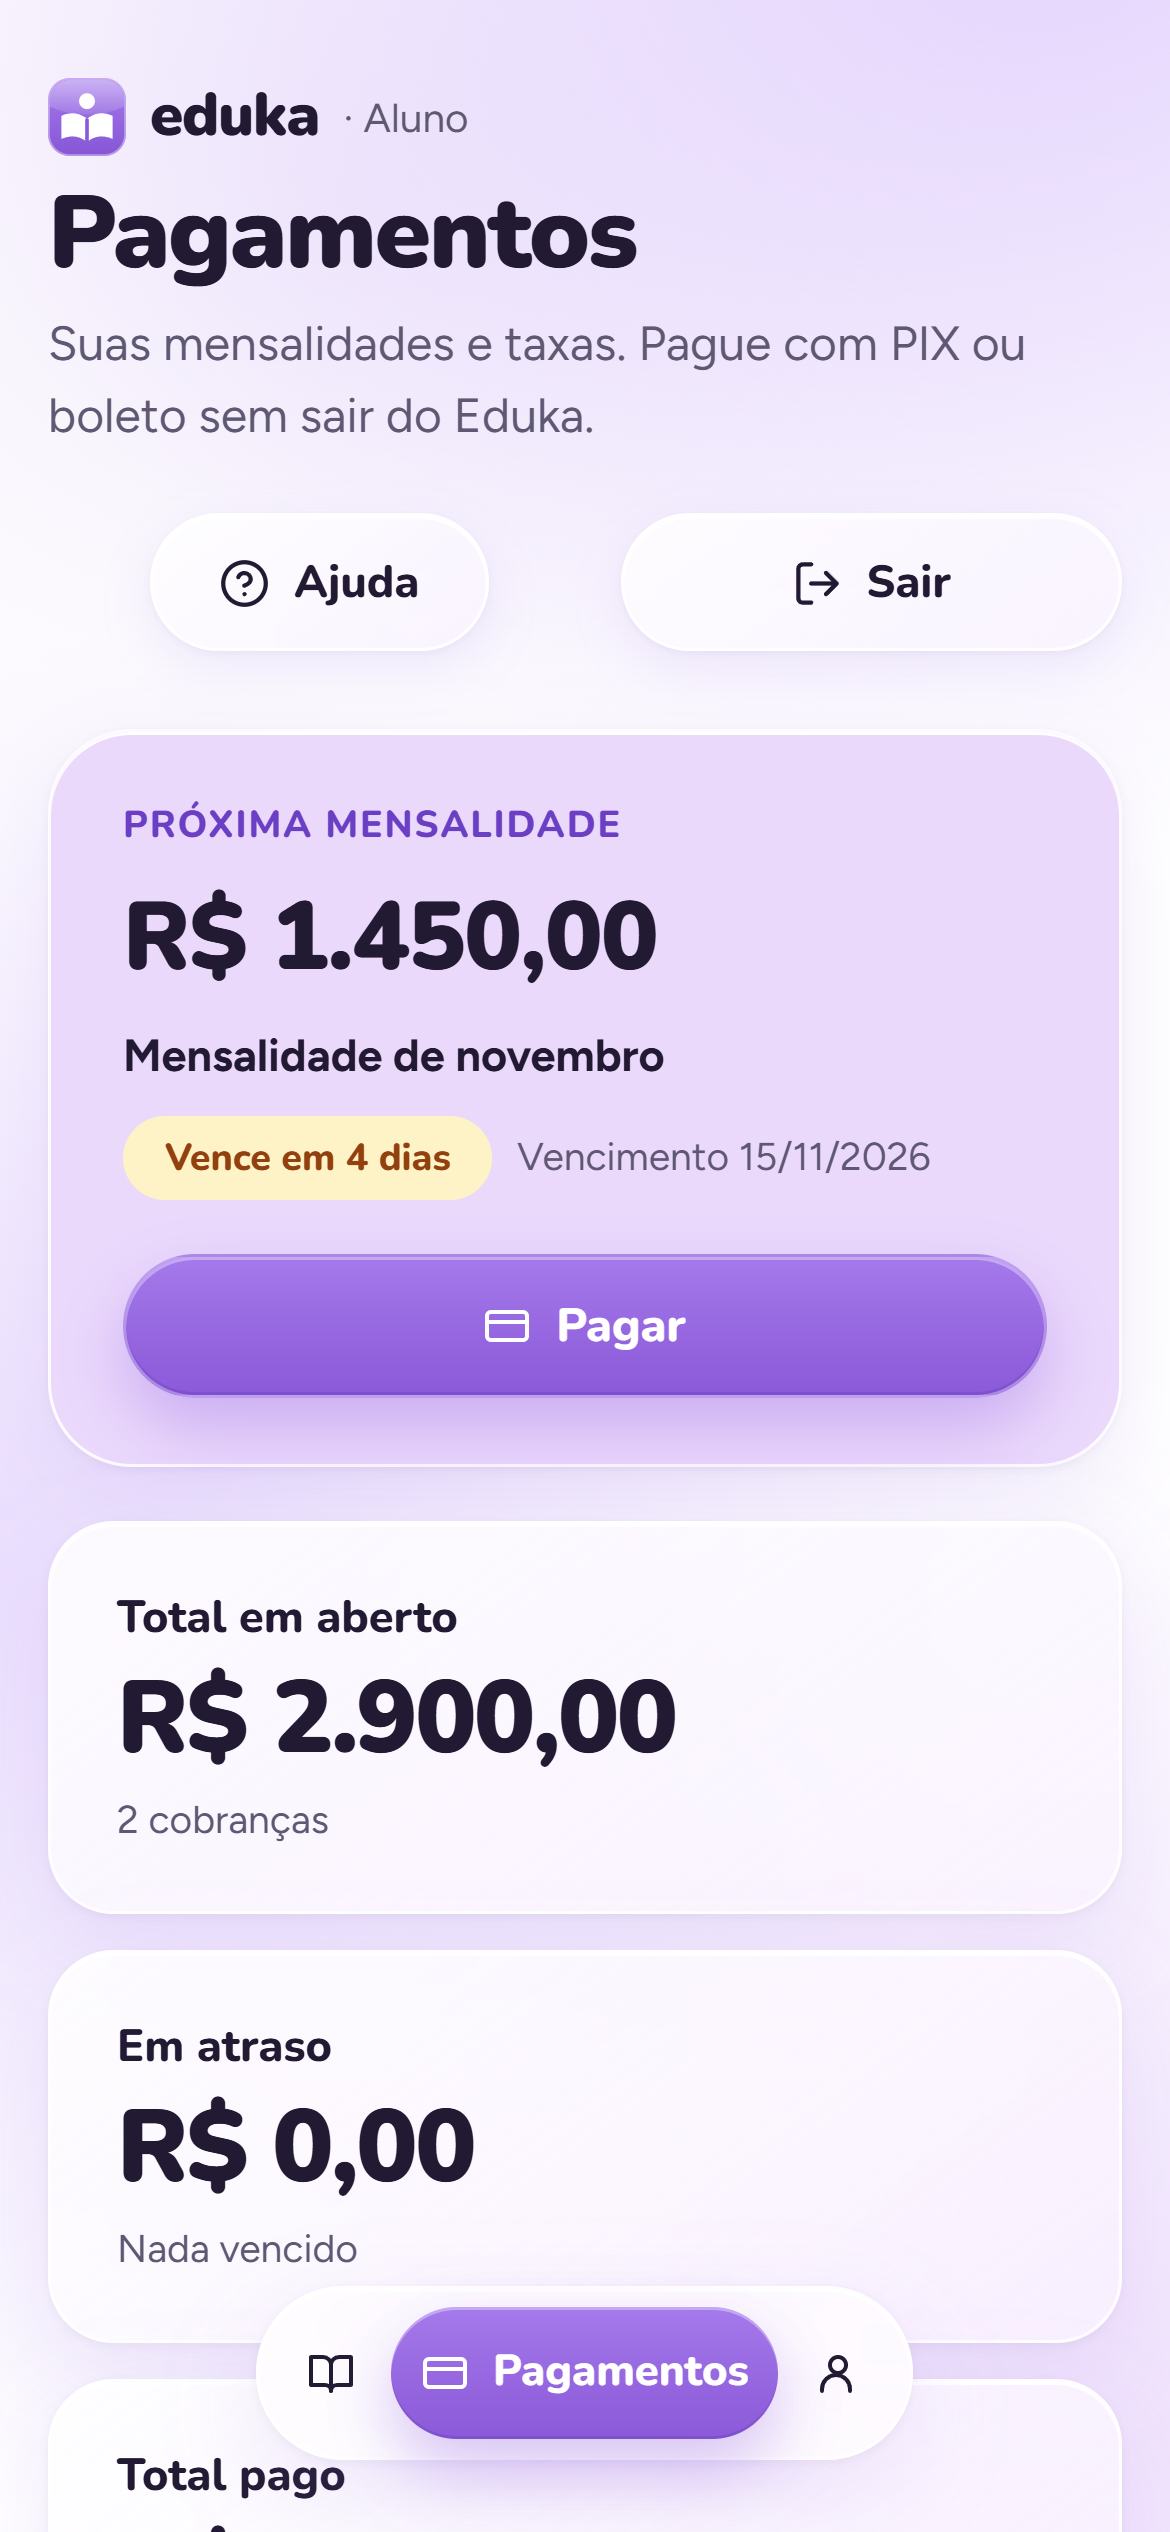 eduka · Aluno
Pagamentos
Suas mensalidades e taxas. Pague com PIX ou
boleto sem sair do Eduka.
Ajuda
Sair
PRÓXIMA MENSALIDADE
R$ 1.450,00
Mensalidade de novembro
Vence em 4 dias
Vencimento 15/11/2026
Pagar
Total em aberto
R$ 2.900,00
2 cobranças
Em atraso
R$ 0,00
Nada vencido
Pagamentos
Total pago